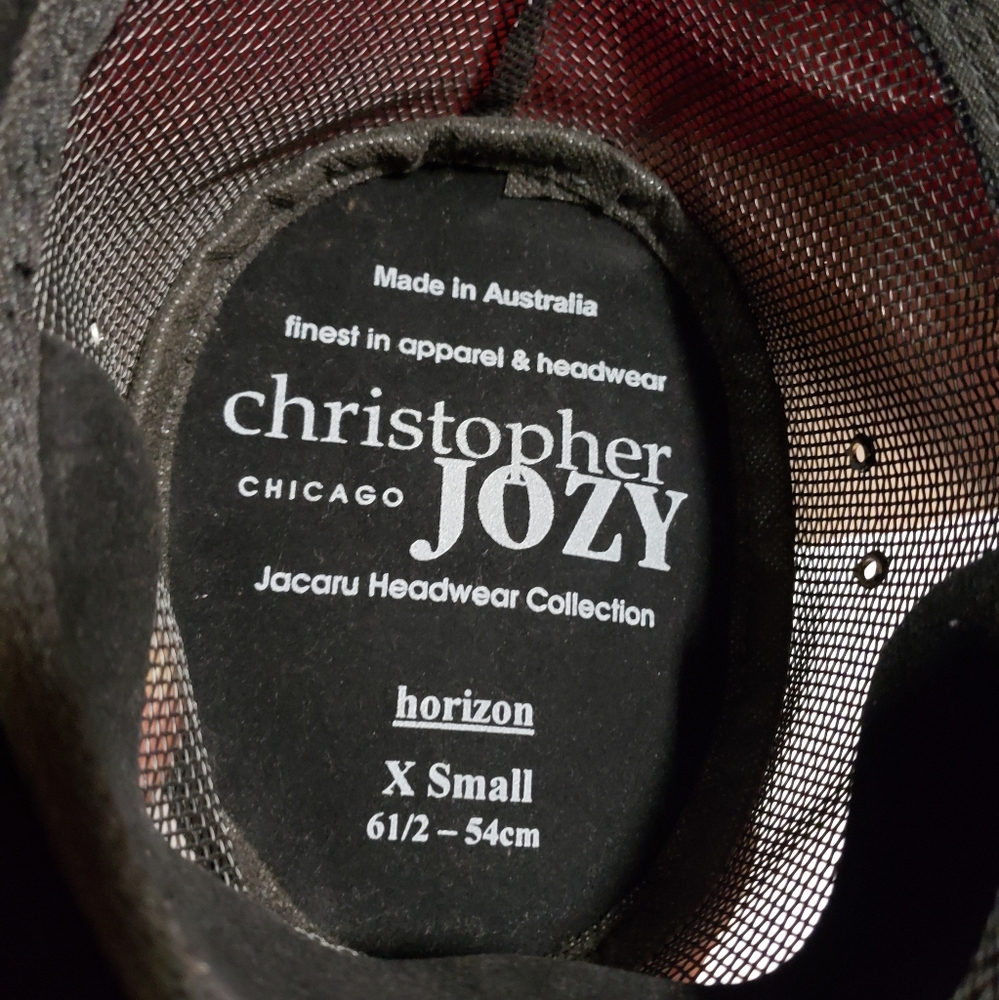 Made in Australia
finest in apparel & headwear
christopher
CHICAGO JOZY
Jacaru Headwear Collection
horizon
X Small
61/2 – 54cm